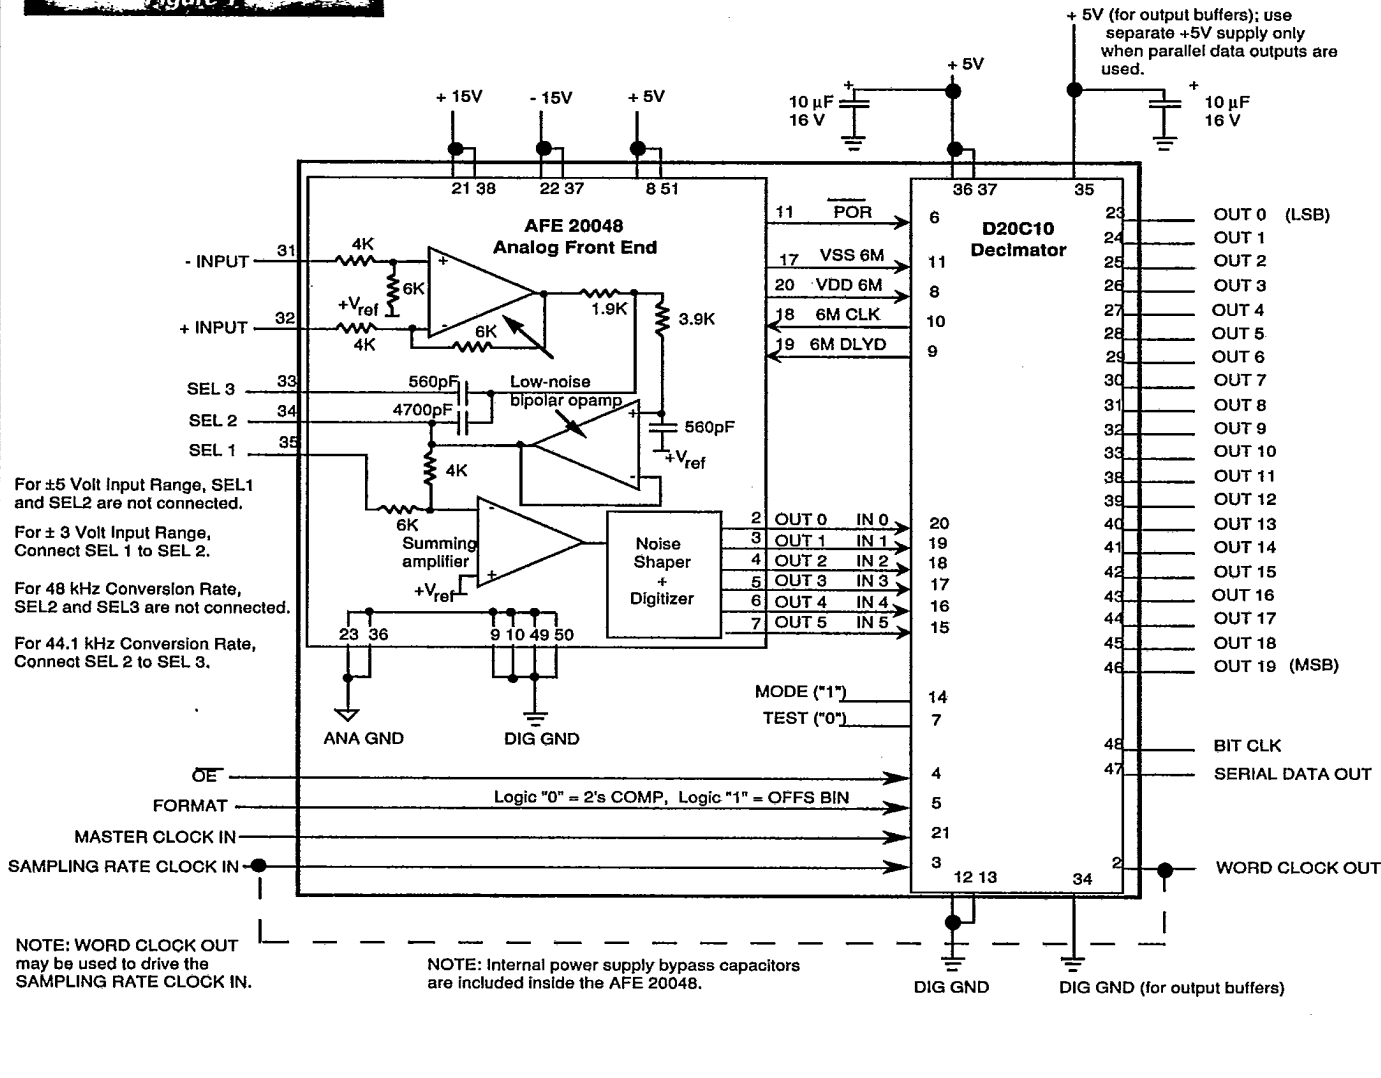 Figure 1.
+ 5V (for output buffers); use
separate +5V supply only
when parallel data outputs are
used.
+ 5V
+
10 µF
16 V
+
10 µF
16 V
+ 15V
- 15V
+ 5V
21 38
22 37
8 51
36 37
35
AFE 20048
Analog Front End
D20C10
Decimator
- INPUT
31
4K
+
6K
+Vref
+ INPUT
32
4K
-
6K
1.9K
3.9K
SEL 3
33
560pF
SEL 2
34
4700pF
SEL 1
35
Low-noise
bipolar opamp
+
-
560pF
+Vref
4K
6K
Summing
amplifier
-
+
+Vref
Noise
Shaper
+
Digitizer
For ±5 Volt Input Range, SEL1
and SEL2 are not connected.
For ± 3 Volt Input Range,
Connect SEL 1 to SEL 2.
For 48 kHz Conversion Rate,
SEL2 and SEL3 are not connected.
For 44.1 kHz Conversion Rate,
Connect SEL 2 to SEL 3.
11 POR 6
17 VSS 6M 11
20 VDD 6M 8
18 6M CLK 10
19 6M DLYD 9
2 OUT 0 IN 0 20
3 OUT 1 IN 1 19
4 OUT 2 IN 2 18
5 OUT 3 IN 3 17
6 OUT 4 IN 4 16
7 OUT 5 IN 5 15
23 OUT 0 (LSB)
24 OUT 1
25 OUT 2
26 OUT 3
27 OUT 4
28 OUT 5
29 OUT 6
30 OUT 7
31 OUT 8
32 OUT 9
33 OUT 10
38 OUT 11
39 OUT 12
40 OUT 13
41 OUT 14
42 OUT 15
43 OUT 16
44 OUT 17
45 OUT 18
46 OUT 19 (MSB)
23 36
9 10 49 50
ANA GND
DIG GND
MODE ("1") 14
TEST ("0") 7
48 BIT CLK
47 SERIAL DATA OUT
OE 4
FORMAT Logic "0" = 2's COMP, Logic "1" = OFFS BIN 5
MASTER CLOCK IN 21
SAMPLING RATE CLOCK IN 3
2 WORD CLOCK OUT
12 13
34
NOTE: WORD CLOCK OUT
may be used to drive the
SAMPLING RATE CLOCK IN.
NOTE: Internal power supply bypass capacitors
are included inside the AFE 20048.
DIG GND
DIG GND (for output buffers)